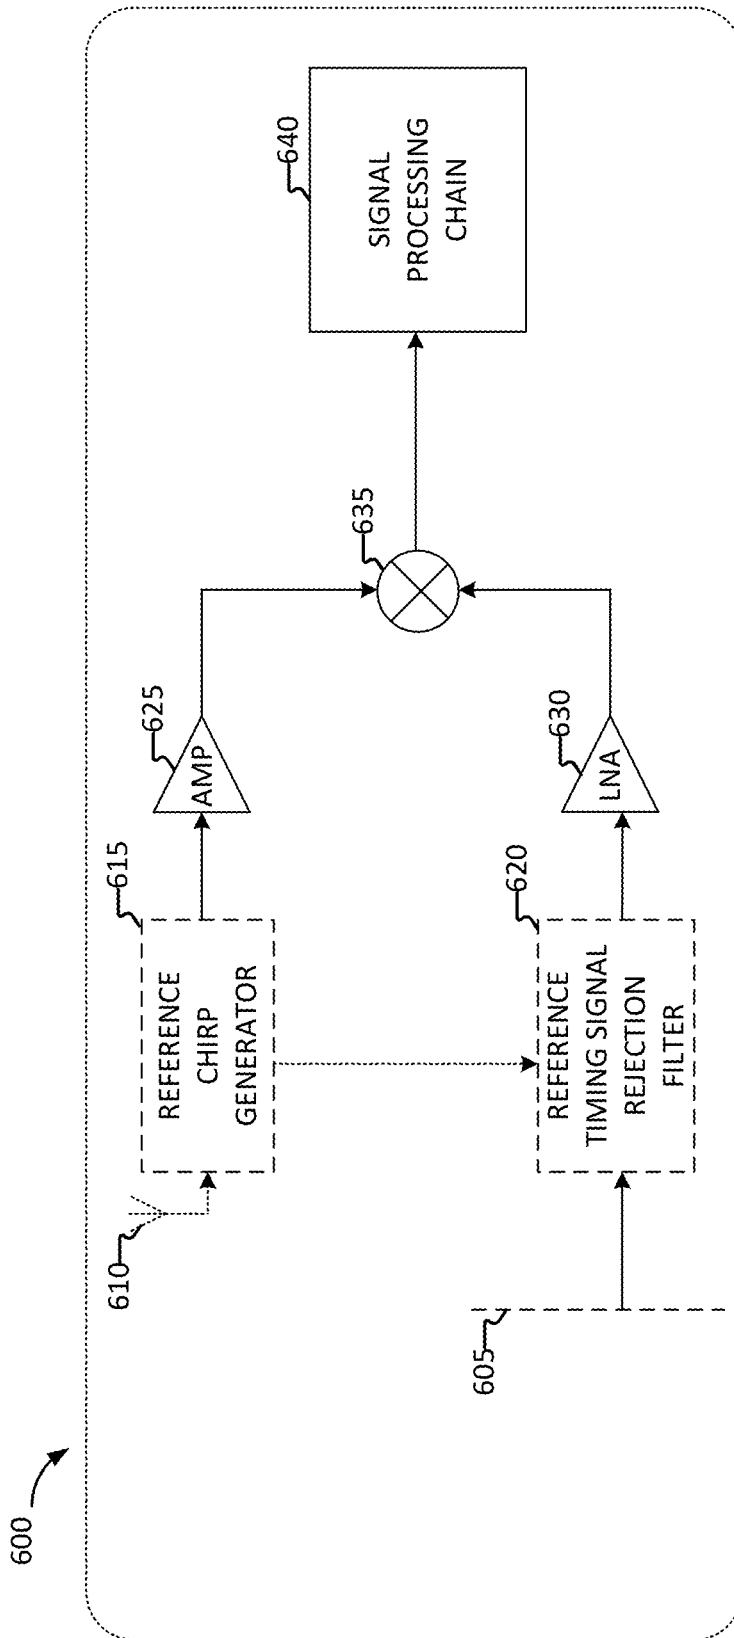 600
610
REFERENCE
CHIRP
GENERATOR
615
AMP
625
605
REFERENCE
TIMING SIGNAL
REJECTION
FILTER
620
LNA
630
635
SIGNAL
PROCESSING
CHAIN
640